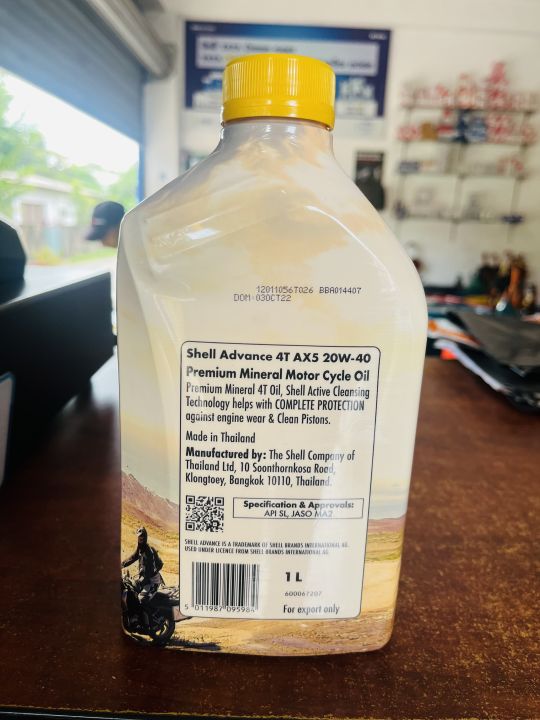 12011056T026 BBA014407
DOM 03OCT22
Shell Advance 4T AX5 20W-40
Premium Mineral Motor Cycle Oil
Premium Mineral 4T Oil, Shell Active Cleansing
Technology helps with COMPLETE PROTECTION
against engine wear & Clean Pistons.
Made in Thailand
Manufactured by: The Shell Company of
Thailand Ltd, 10 Soonthornkosa Road,
Klongtoey, Bangkok 10110, Thailand.
Specification & Approvals:
API SL, JASO MA2
SHELL ADVANCE IS A TRADEMARK OF SHELL BRANDS INTERNATIONAL AG.
USED UNDER LICENCE FROM SHELL BRANDS INTERNATIONAL AG.
1 L
600067207
5 011987 095984
For export only